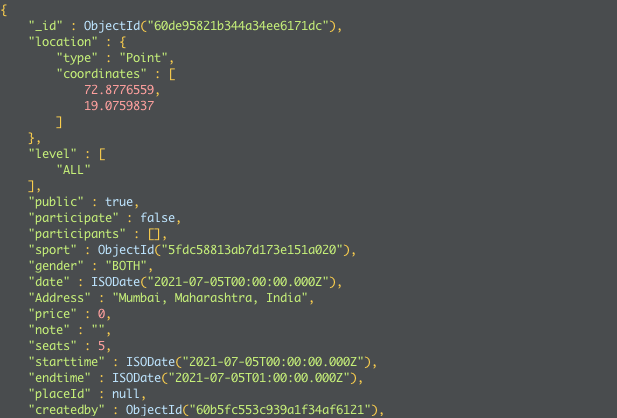 {
"_id" : ObjectId("60de95821b344a34ee6171dc"),
"location" : {
"type" : "Point",
"coordinates" : [
72.8776559,
19.0759837
]
},
"level" : [
"ALL"
],
"public" : true,
"participate" : false,
"participants" : [],
"sport" : ObjectId("5fdc58813ab7d173e151a020"),
"gender" : "BOTH",
"date" : ISODate("2021-07-05T00:00:00.000Z"),
"Address" : "Mumbai, Maharashtra, India",
"price" : 0,
"note" : "",
"seats" : 5,
"starttime" : ISODate("2021-07-05T00:00:00.000Z"),
"endtime" : ISODate("2021-07-05T01:00:00.000Z"),
"placeId" : null,
"createdby" : ObjectId("60b5fc553c939a1f34af6121"),